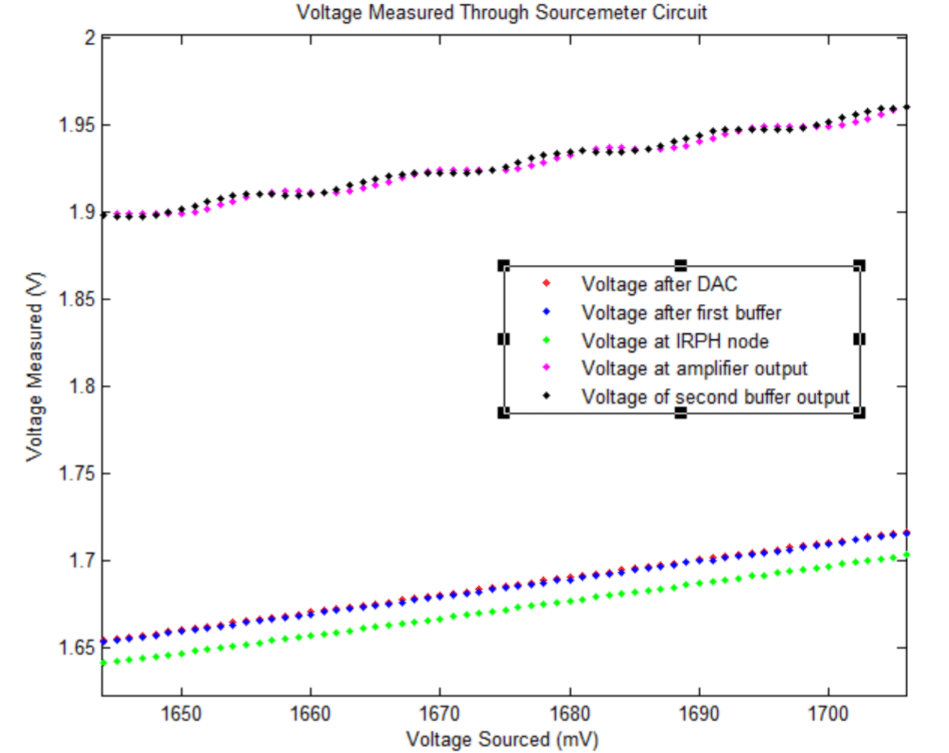 Voltage Measured Through Sourcemeter Circuit
2
1.95
1.9
1.85
1.8
1.75
1.7
1.65
Voltage Measured (V)
Voltage after DAC
Voltage after first buffer
Voltage at IRPH node
Voltage at amplifier output
Voltage of second buffer output
1650 1660 1670 1680 1690 1700
Voltage Sourced (mV)